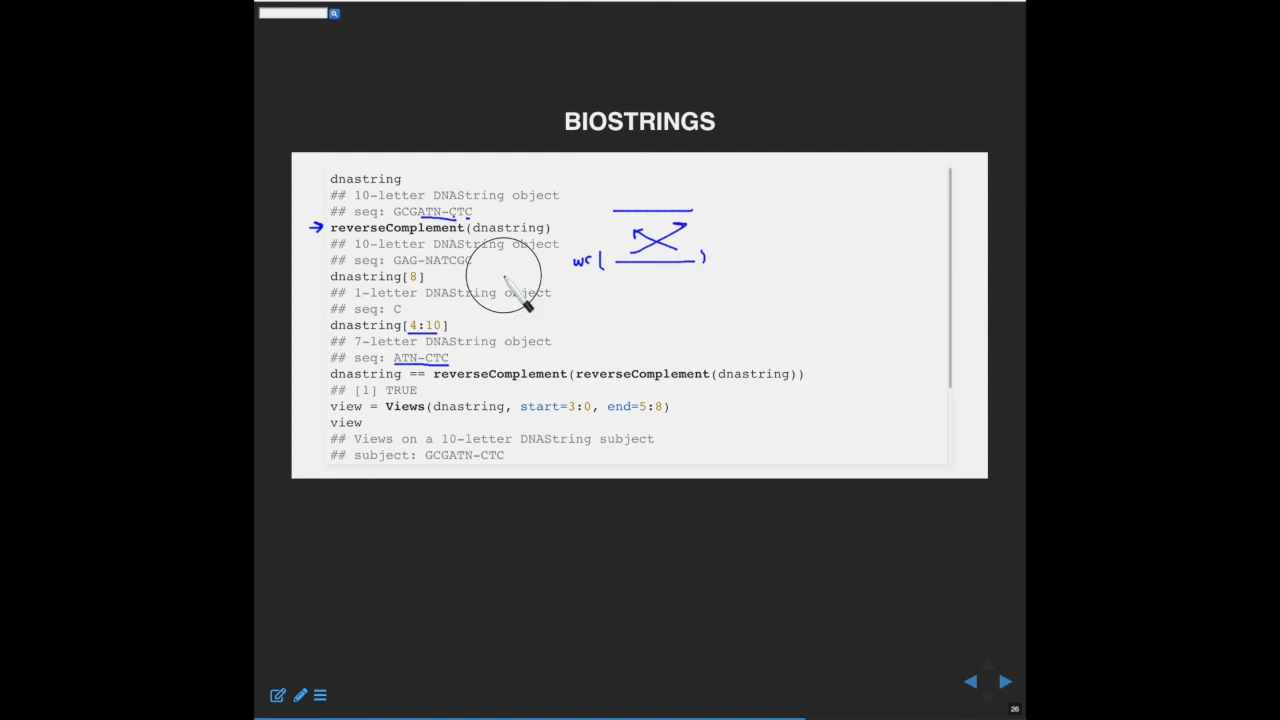 BIOSTRINGS
dnastring
## 10-letter DNAString object
## seq: GCGATN-CTC
reverseComplement(dnastring)
## 10-letter DNAString object
## seq: GAG-NATCGC
dnastring[8]
## 1-letter DNAString object
## seq: C
dnastring[4:10]
## 7-letter DNAString object
## seq: ATN-CTC
dnastring == reverseComplement(reverseComplement(dnastring))
## [1] TRUE
view = Views(dnastring, start=3:0, end=5:8)
view
## Views on a 10-letter DNAString subject
## subject: GCGATN-CTC
26